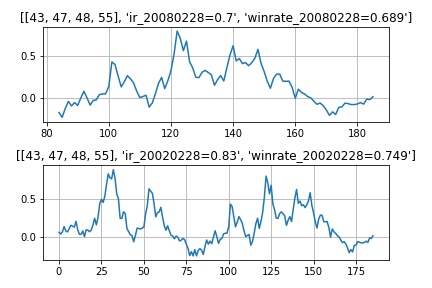 [[43, 47, 48, 55], 'ir_20080228=0.7', 'winrate_20080228=0.689']
0.5
0.0
80 100 120 140 160 180
[[43, 47, 48, 55], 'ir_20020228=0.83', 'winrate_20020228=0.749']
0.5
0.0
0 25 50 75 100 125 150 175